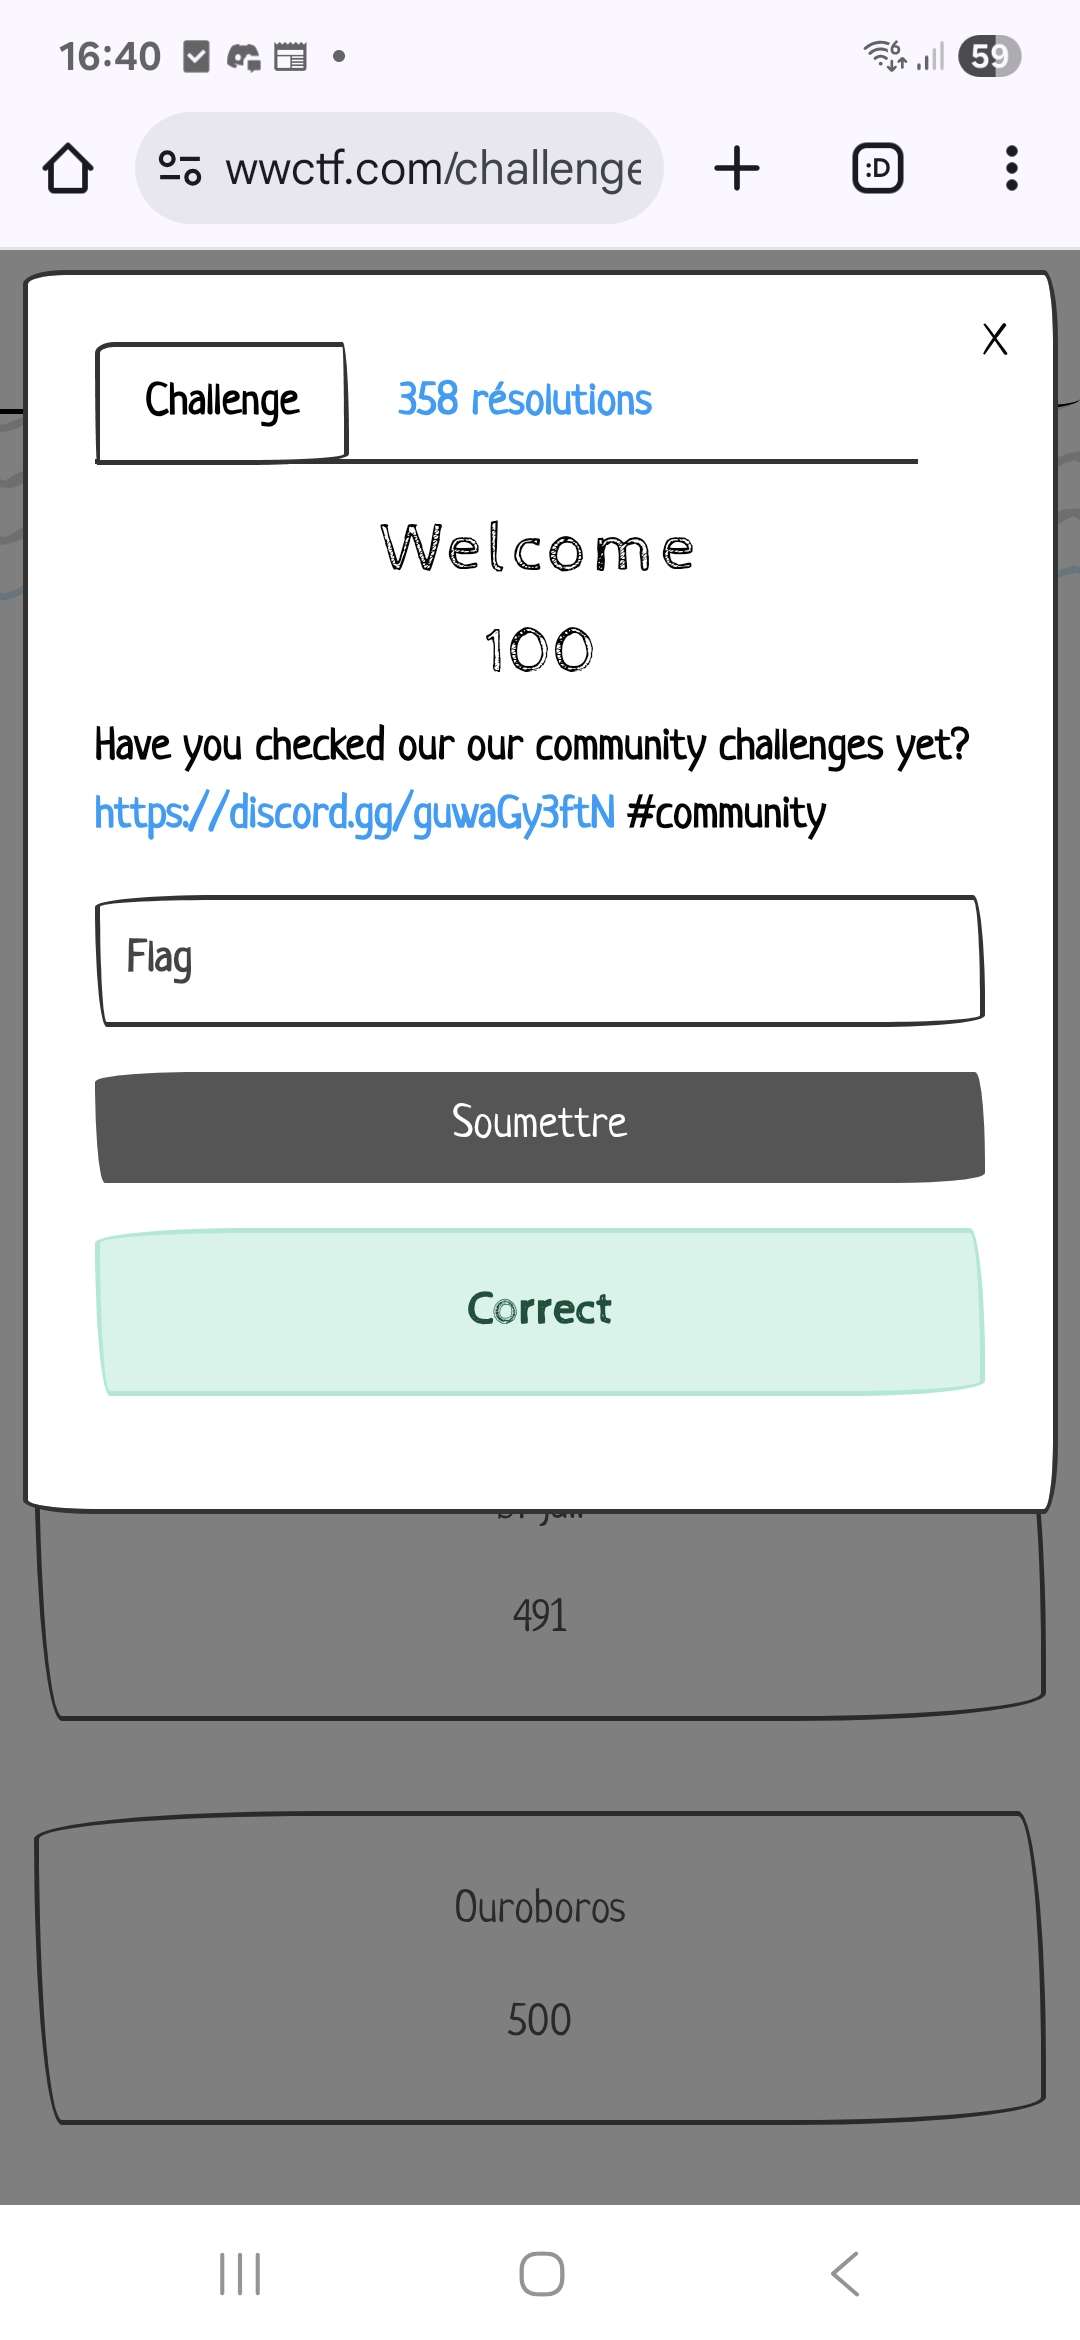 16:40
6
59
wwctf.com/challenge
:D
X
Challenge
358 résolutions
Welcome
100
Have you checked our our community challenges yet?
https://discord.gg/guwaGy3ftN #community
Flag
Soumettre
Correct
491
Ouroboros
500